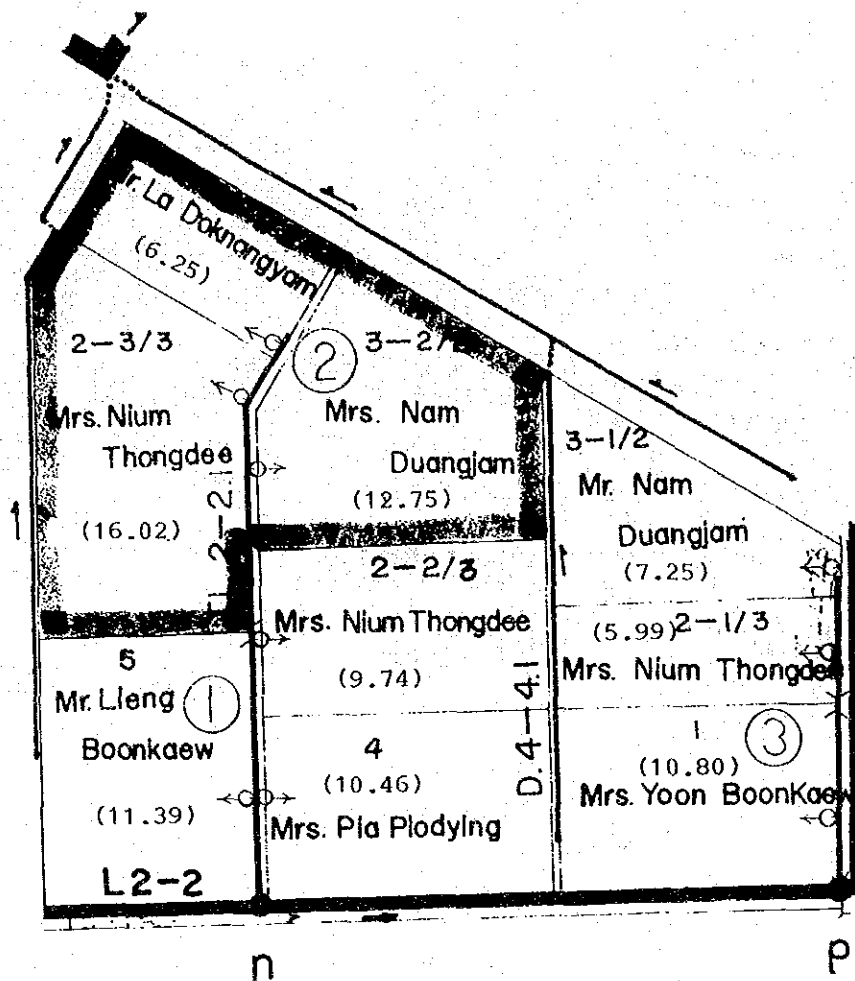 Mr. La Doknangyam
(6.25)
2-3/3
Mrs. Nium
Thongdee
(16.02)
2-2.1
2
3-2/2
Mrs. Nam
Duangjam
(12.75)
3-1/2
Mr. Nam
Duangjam
(7.25)
2-2/3
Mrs. Nium Thongdee
(9.74)
(5.99) 2-1/3
Mrs. Nium Thongdee
5
Mr. Lieng
Boonkaew
(11.39)
1
4
(10.46)
Mrs. Pla Plodying
D.4-4.1
1
(10.80)
3
Mrs. Yoon BoonKaew
L2-2
n
p